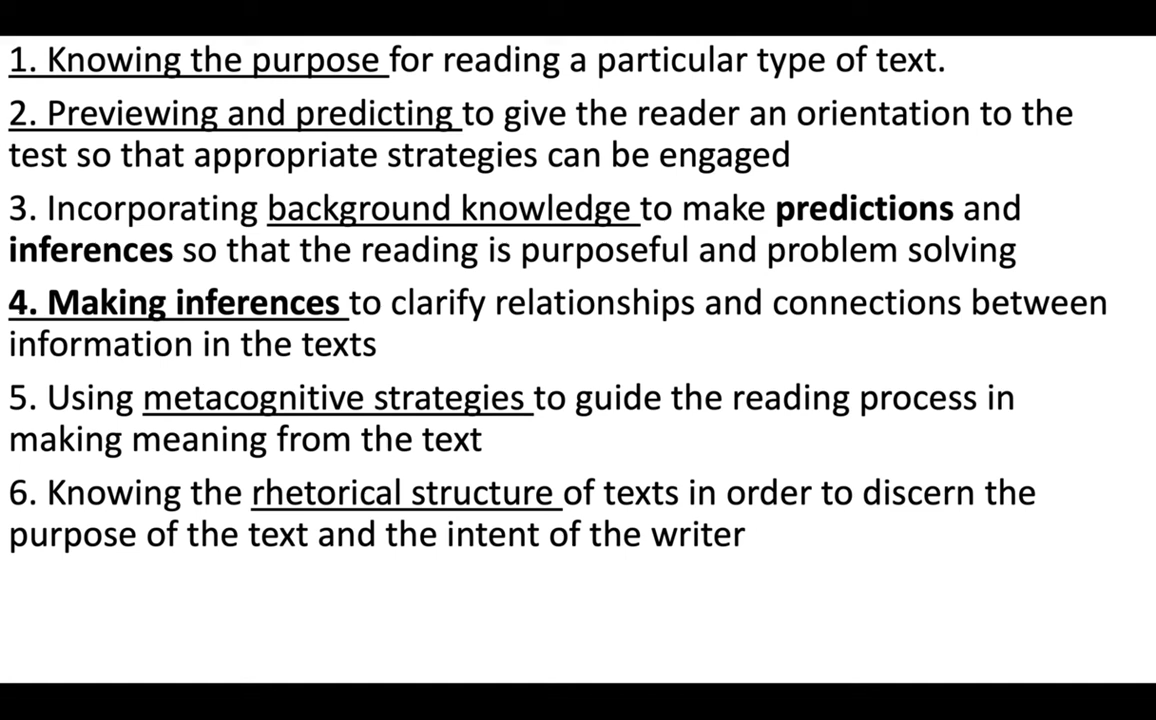 1. Knowing the purpose for reading a particular type of text.
2. Previewing and predicting to give the reader an orientation to the
test so that appropriate strategies can be engaged
3. Incorporating background knowledge to make predictions and
inferences so that the reading is purposeful and problem solving
4. Making inferences to clarify relationships and connections between
information in the texts
5. Using metacognitive strategies to guide the reading process in
making meaning from the text
6. Knowing the rhetorical structure of texts in order to discern the
purpose of the text and the intent of the writer